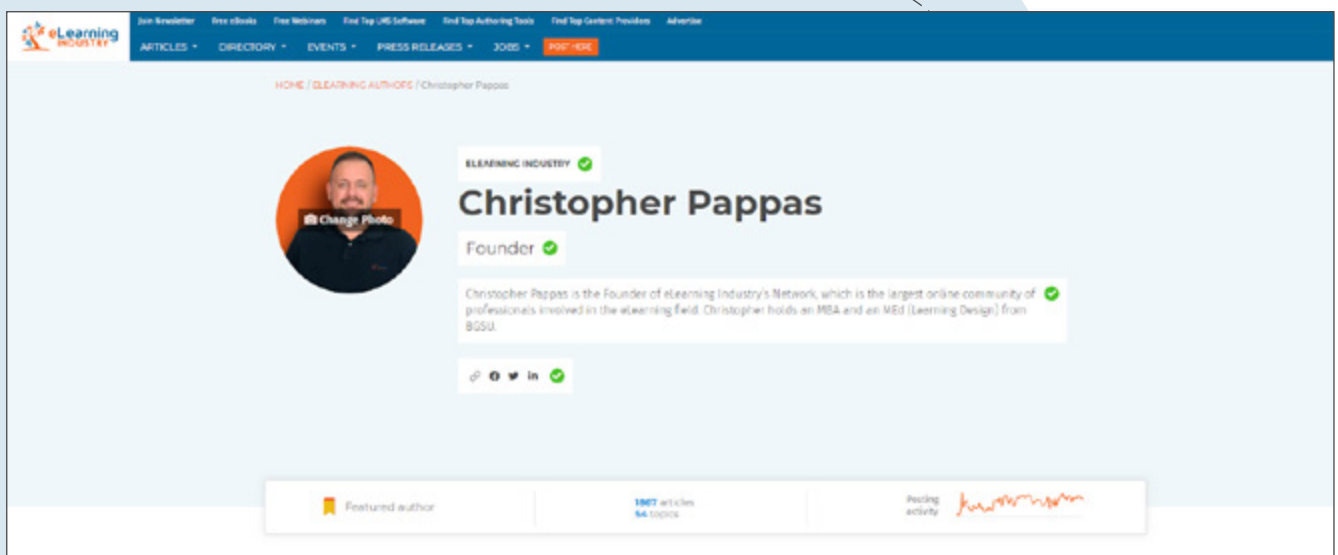 eLearning
INDUSTRY
Join Newsletter Free eBooks Free Webinars Find Top LMS Software Find Top Authoring Tools Find Top Content Providers Advertise
ARTICLES DIRECTORY EVENTS PRESS RELEASES JOBS POST HERE
HOME / ELEARNING AUTHORS / Christopher Pappas
Change Photo
ELEARNING INDUSTRY
Christopher Pappas
Founder
Christopher Pappas is the Founder of eLearning Industry's Network, which is the largest online community of
professionals involved in the eLearning field. Christopher holds an MBA and an MEd (Learning Design) from
BGSU.
Featured author
1867 articles
54 topics
Posting
activity